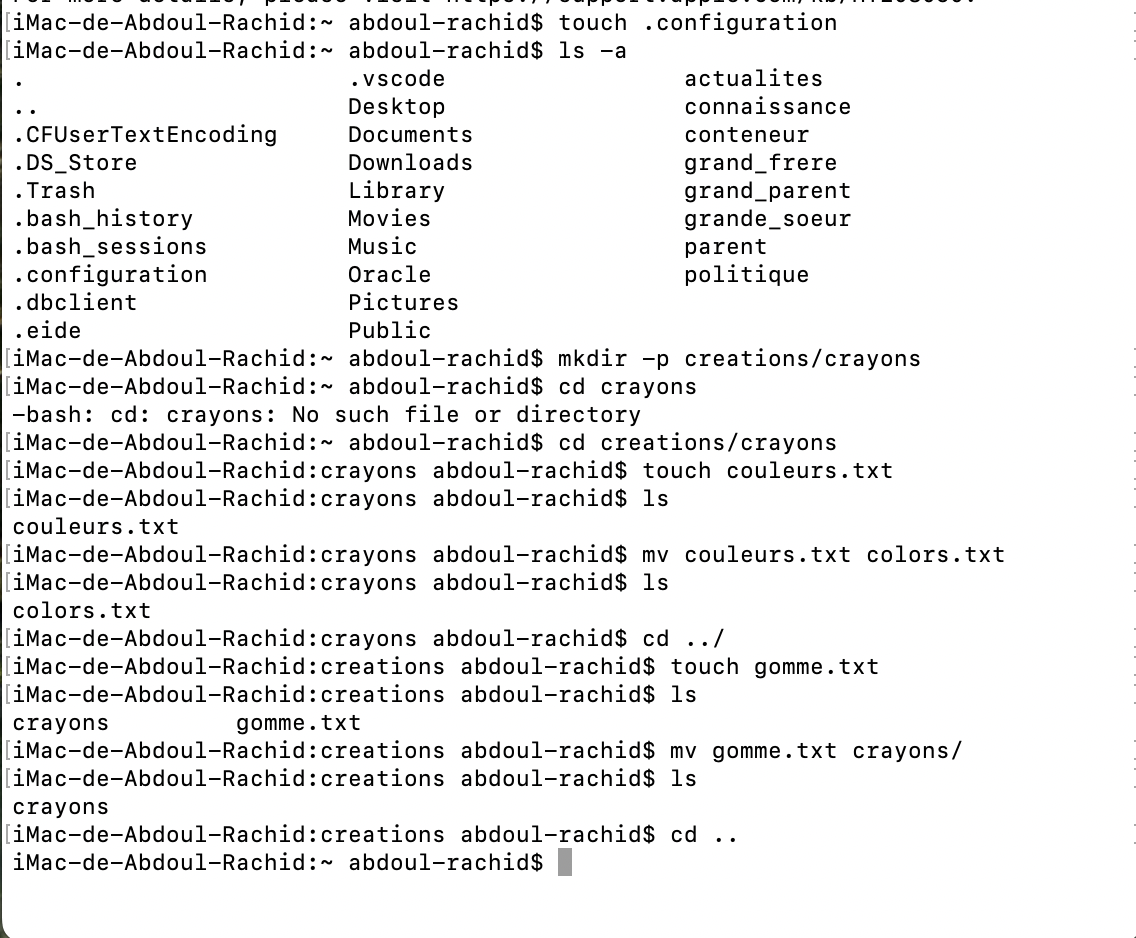 iMac-de-Abdoul-Rachid:~ abdoul-rachid$ touch .configuration
iMac-de-Abdoul-Rachid:~ abdoul-rachid$ ls -a
. .vscode actualites
.. Desktop connaissance
.CFUserTextEncoding Documents conteneur
.DS_Store Downloads grand_frere
.Trash Library grand_parent
.bash_history Movies grande_soeur
.bash_sessions Music parent
.configuration Oracle politique
.dbclient Pictures
.eide Public
iMac-de-Abdoul-Rachid:~ abdoul-rachid$ mkdir -p creations/crayons
iMac-de-Abdoul-Rachid:~ abdoul-rachid$ cd crayons
-bash: cd: crayons: No such file or directory
iMac-de-Abdoul-Rachid:~ abdoul-rachid$ cd creations/crayons
iMac-de-Abdoul-Rachid:crayons abdoul-rachid$ touch couleurs.txt
iMac-de-Abdoul-Rachid:crayons abdoul-rachid$ ls
couleurs.txt
iMac-de-Abdoul-Rachid:crayons abdoul-rachid$ mv couleurs.txt colors.txt
iMac-de-Abdoul-Rachid:crayons abdoul-rachid$ ls
colors.txt
iMac-de-Abdoul-Rachid:crayons abdoul-rachid$ cd ../
iMac-de-Abdoul-Rachid:creations abdoul-rachid$ touch gomme.txt
iMac-de-Abdoul-Rachid:creations abdoul-rachid$ ls
crayons gomme.txt
iMac-de-Abdoul-Rachid:creations abdoul-rachid$ mv gomme.txt crayons/
iMac-de-Abdoul-Rachid:creations abdoul-rachid$ ls
crayons
iMac-de-Abdoul-Rachid:creations abdoul-rachid$ cd ..
iMac-de-Abdoul-Rachid:~ abdoul-rachid$